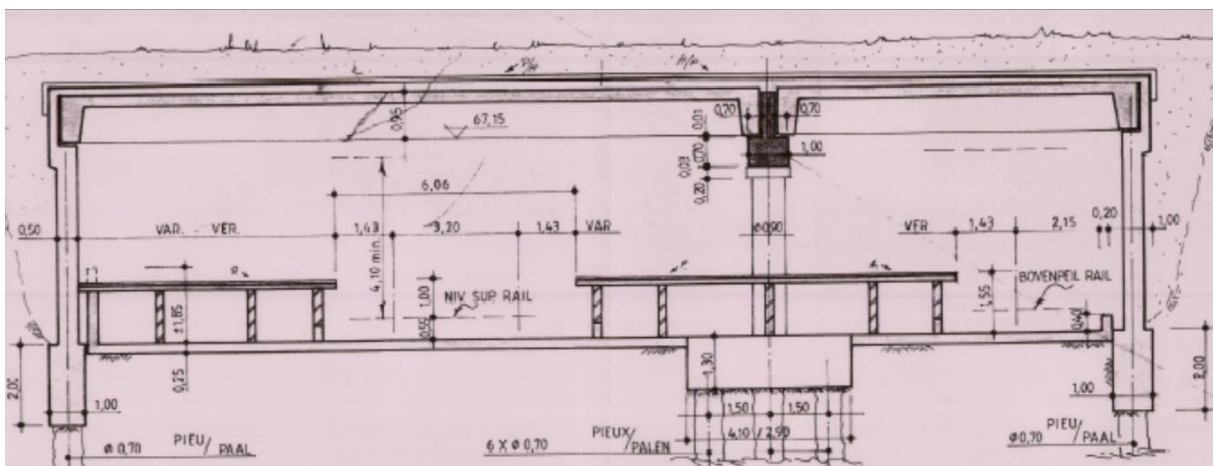 P/H H/H
0,95 67,15 0,01 0,70 0,70
0,70 1,00
0,03
0,20
6,06
0,50 VAR. - VER. 1,43 3,20 1,43 VAR Ø 0,90 VER 1,43 2,15 0,20 1,00
4,10 min.
±1,85 1,00 NIV. SUP. RAIL 1,55 BOVENPEIL RAIL
0,55 0,40
2,00 0,25 1,30 2,00
1,00 1,50 1,50 1,00
Ø 0,70 PIEU/PAAL 6 X Ø 0,70 PIEUX/PALEN 4,10 / 2,90 Ø 0,70 PIEU/PAAL